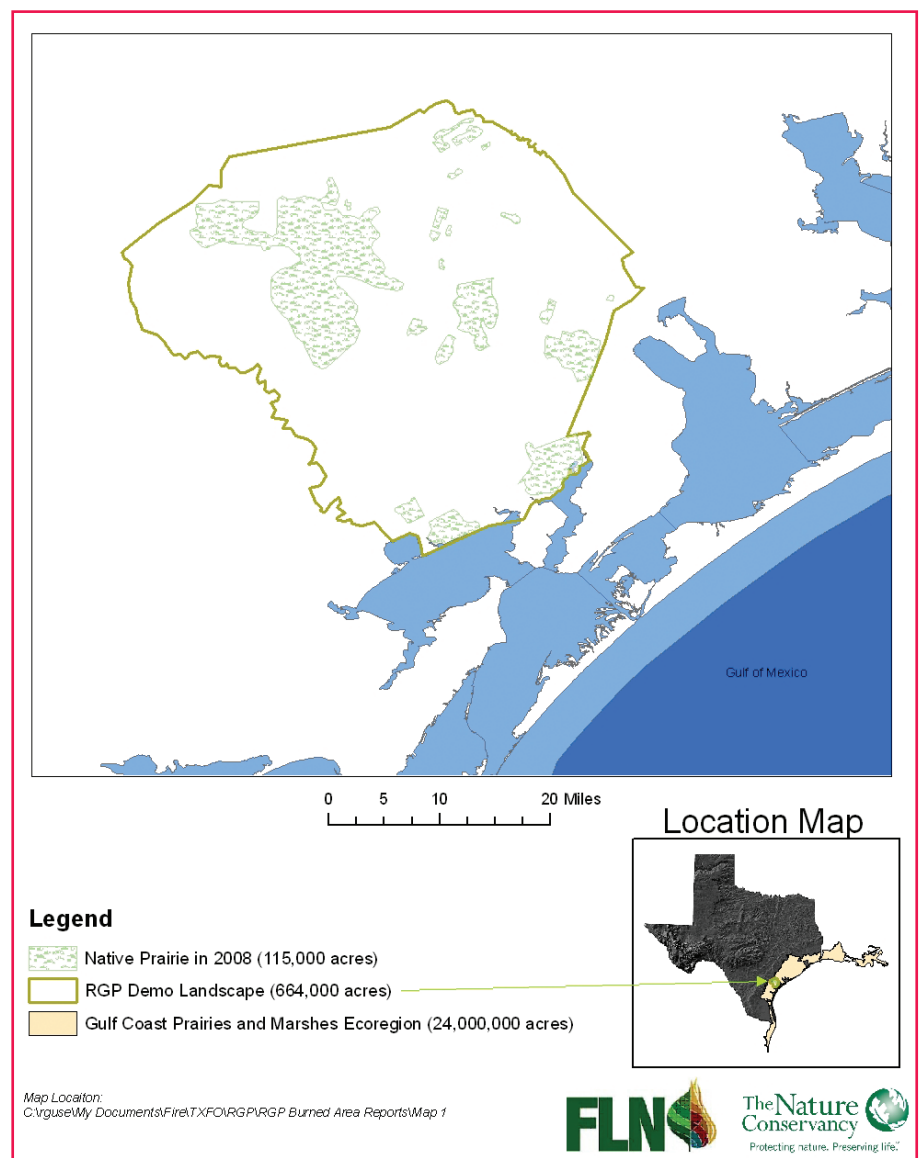 Gulf of Mexico
0 5 10 20 Miles
Location Map
Legend
Native Prairie in 2008 (115,000 acres)
RGP Demo Landscape (664,000 acres)
Gulf Coast Prairies and Marshes Ecoregion (24,000,000 acres)
Map Locaiton:
C:\rguse\My Documents\Fire\TXFO\RGP\RGP Burned Area Reports\Map 1
FLN
The Nature
Conservancy
Protecting nature. Preserving life.™